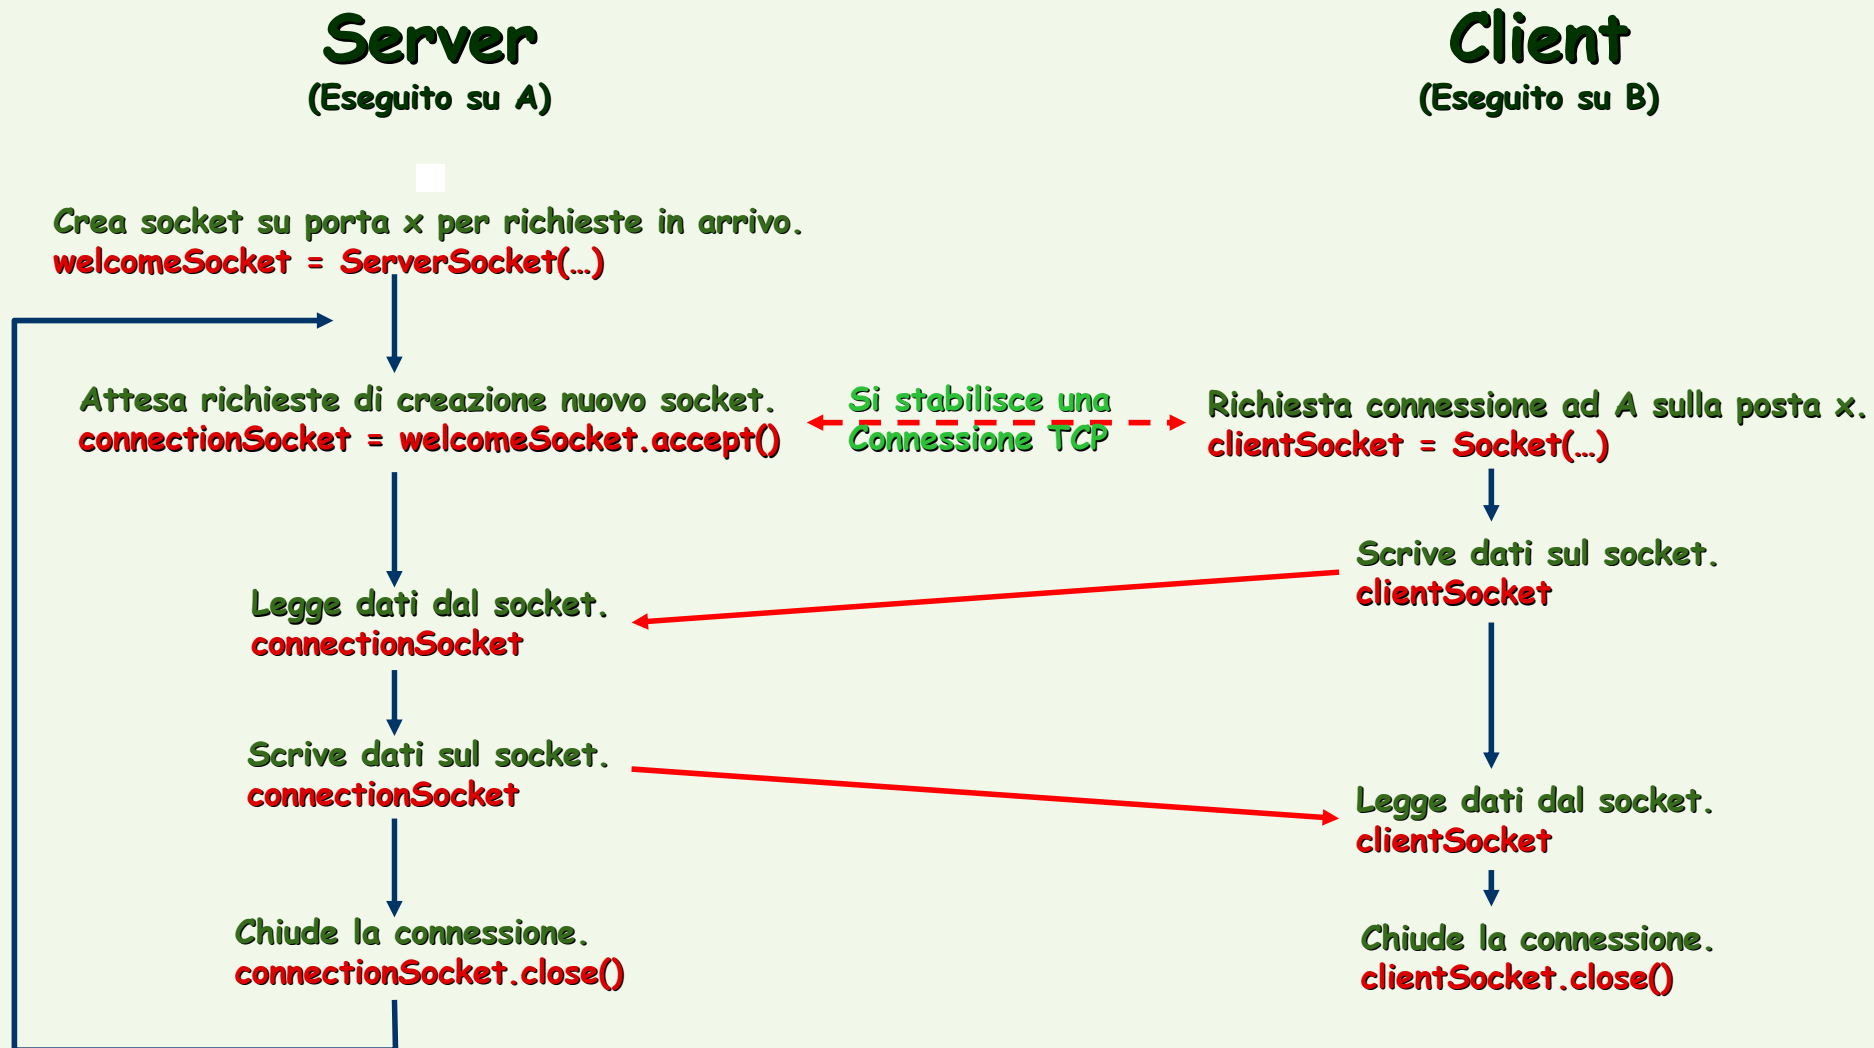 Server
(Eseguito su A)
Client
(Eseguito su B)
Crea socket su porta x per richieste in arrivo.
welcomeSocket = ServerSocket(…)
Attesa richieste di creazione nuovo socket.
connectionSocket = welcomeSocket.accept()
Si stabilisce una
Connessione TCP
Richiesta connessione ad A sulla posta x.
clientSocket = Socket(…)
Scrive dati sul socket.
clientSocket
Legge dati dal socket.
connectionSocket
Scrive dati sul socket.
connectionSocket
Legge dati dal socket.
clientSocket
Chiude la connessione.
connectionSocket.close()
Chiude la connessione.
clientSocket.close()